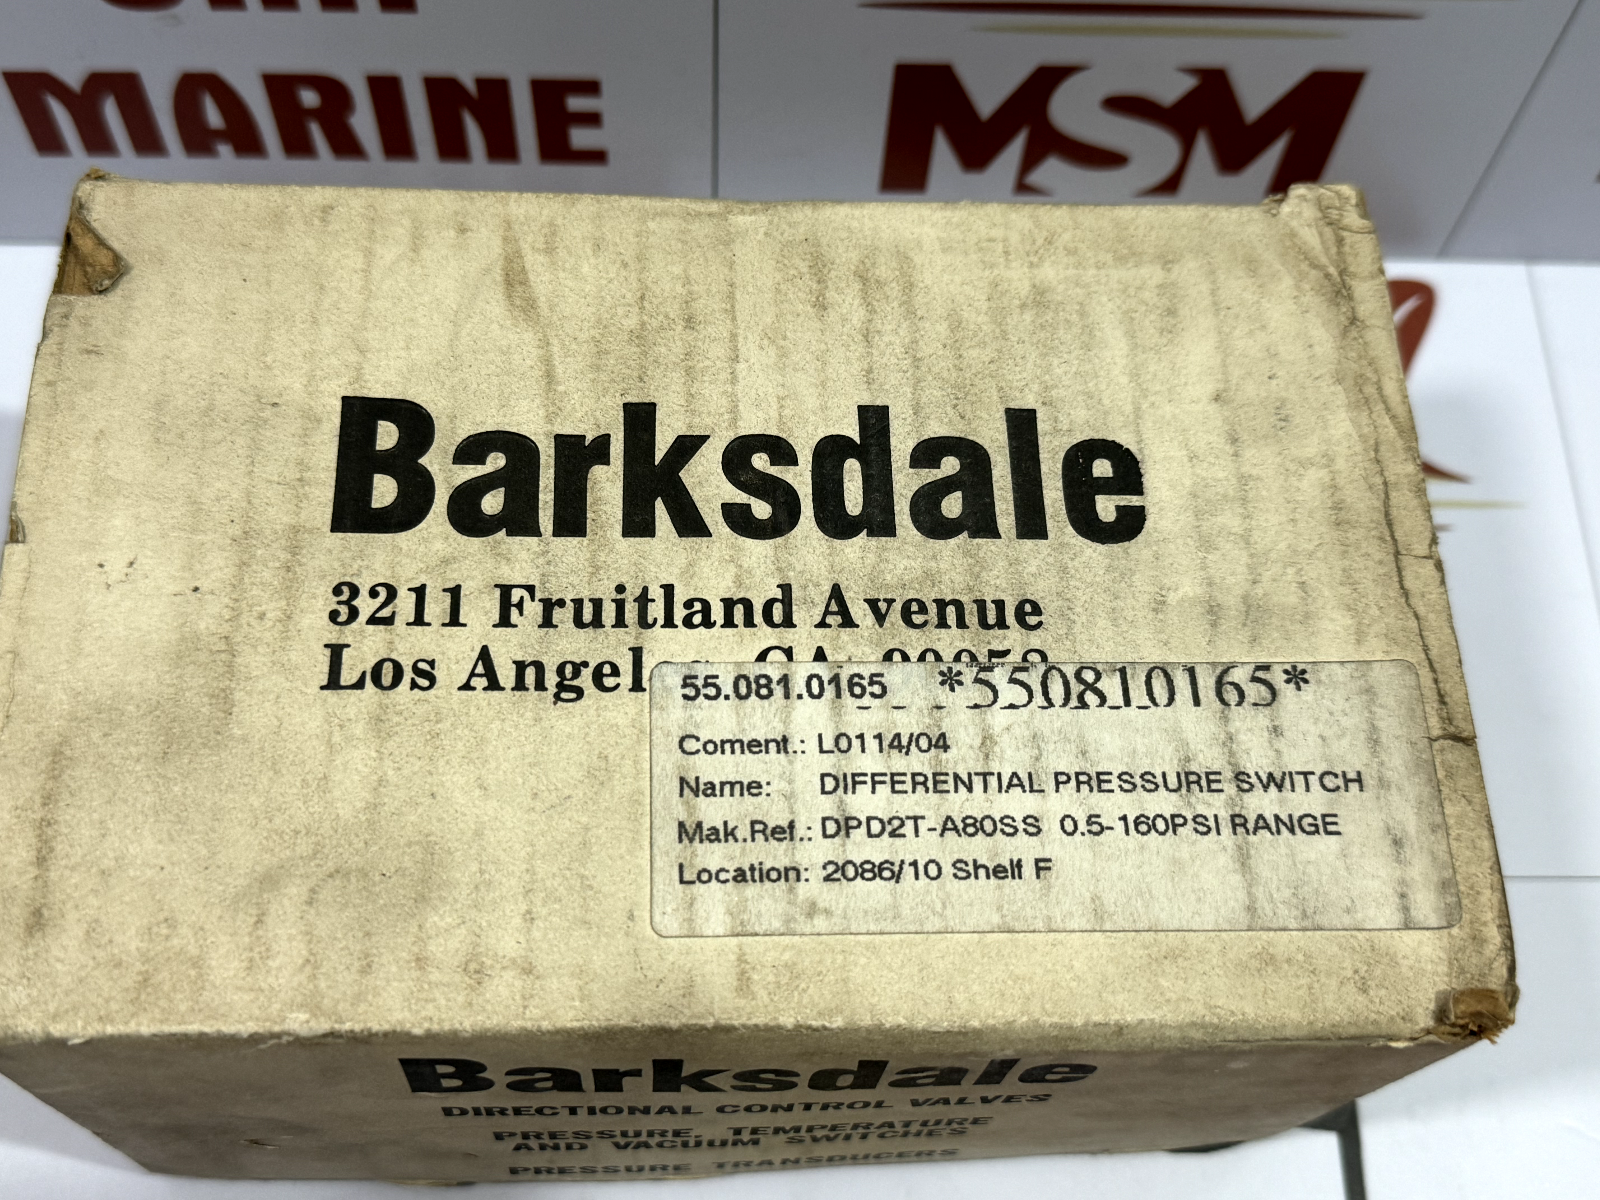 MARINE
MSM
Barksdale
3211 Fruitland Avenue
Los Angel
55.081.0165 *550810165*
Coment.: L0114/04
Name: DIFFERENTIAL PRESSURE SWITCH
Mak.Ref.: DPD2T-A80SS 0.5-160PSI RANGE
Location: 2086/10 Shelf F
Barksdale
DIRECTIONAL CONTROL VALVES
PRESSURE, TEMPERATURE
AND VACUUM SWITCHES
PRESSURE TRANSDUCERS